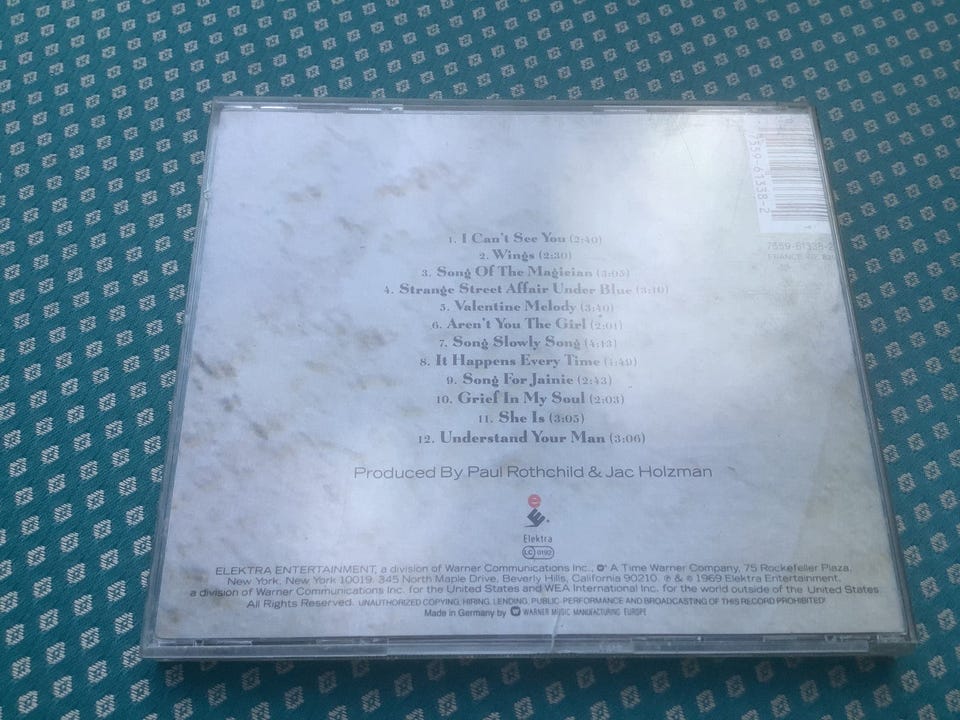 7559-61338-2
7559-61338-2
1. I Can't See You (2:40)
2. Wings (2:30)
3. Song Of The Magician (3:05)
4. Strange Street Affair Under Blue (3:10)
5. Valentine Melody (3:40)
6. Aren't You The Girl (2:01)
7. Song Slowly Song (4:13)
8. It Happens Every Time (1:49)
9. Song For Jainie (2:43)
10. Grief In My Soul (2:03)
11. She Is (3:05)
12. Understand Your Man (3:06)
Produced By Paul Rothchild & Jac Holzman
Elektra
LC 0192
ELEKTRA ENTERTAINMENT, a division of Warner Communications Inc., A Time Warner Company, 75 Rockefeller Plaza,
New York, New York 10019. 345 North Maple Drive, Beverly Hills, California 90210. ℗ & © 1969 Elektra Entertainment,
a division of Warner Communications Inc. for the United States and WEA International Inc. for the world outside of the United States
All Rights Reserved. UNAUTHORIZED COPYING, HIRING, LENDING, PUBLIC PERFORMANCE AND BROADCASTING OF THIS RECORD PROHIBITED!
Made in Germany by WARNER MUSIC MANUFACTURING EUROPE